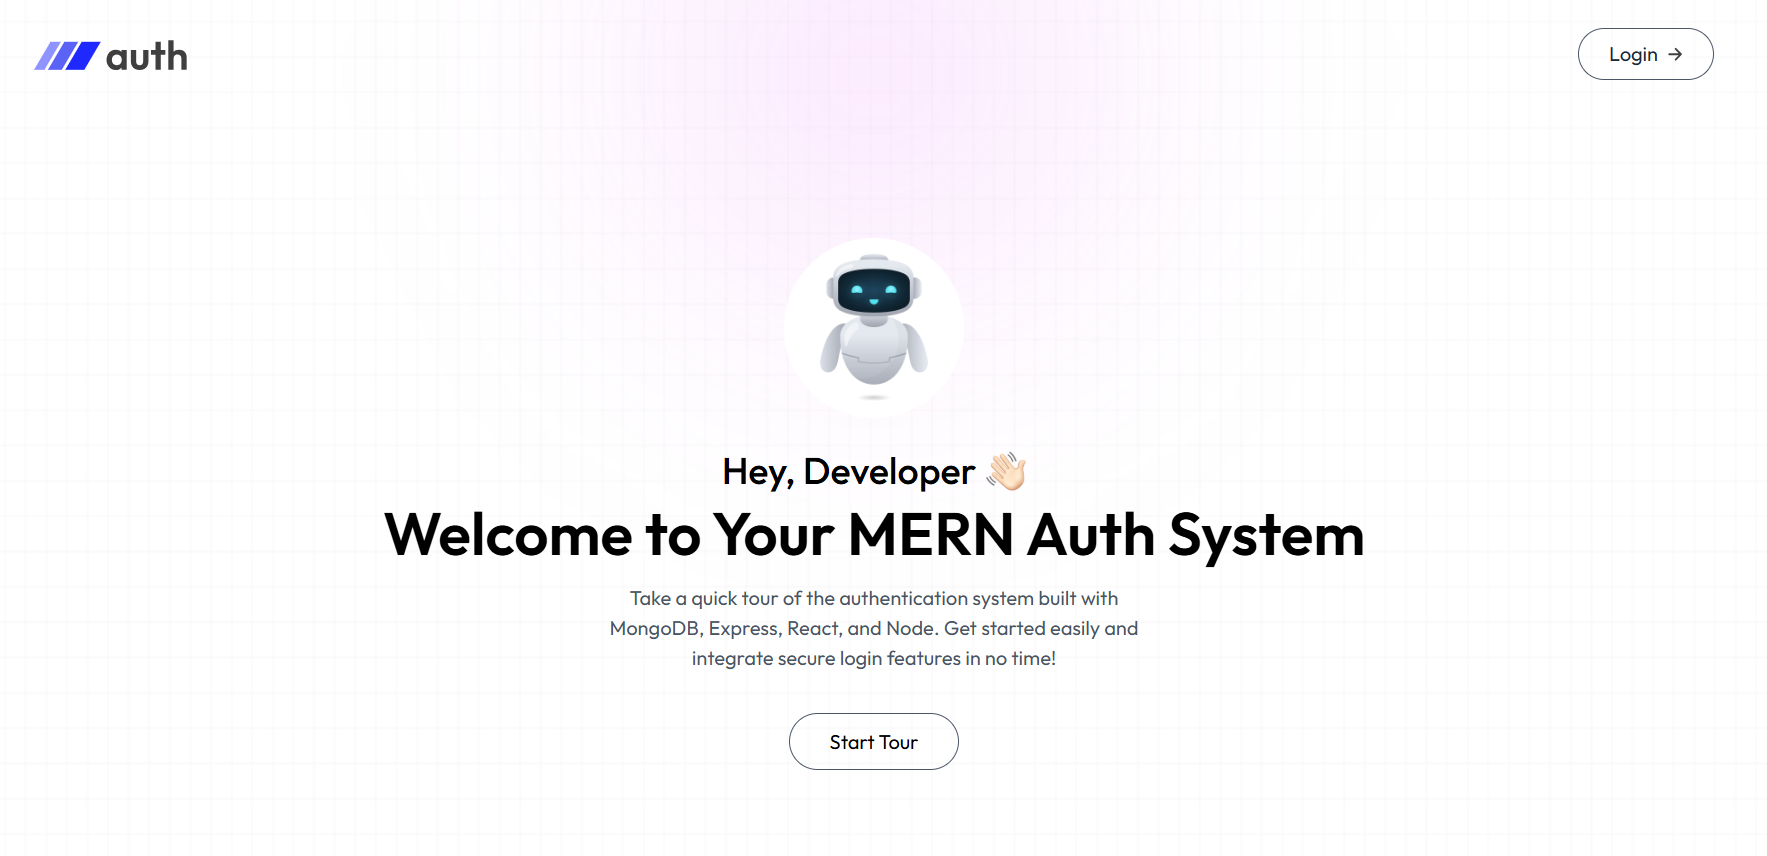 auth
Login →
Hey, Developer 👋🏻
Welcome to Your MERN Auth System
Take a quick tour of the authentication system built with
MongoDB, Express, React, and Node. Get started easily and
integrate secure login features in no time!
Start Tour